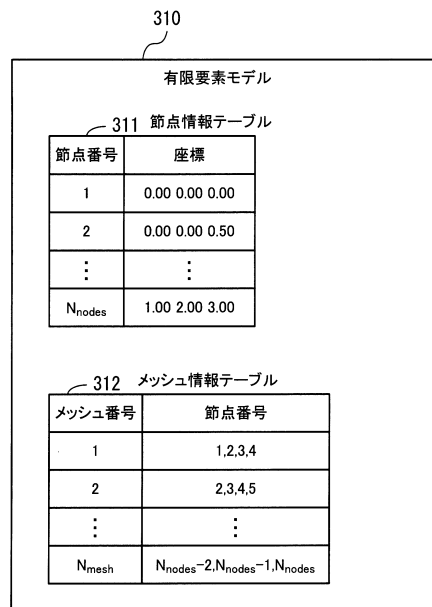 310
有限要素モデル
311 節点情報テーブル
節点番号 座標
1 0.00 0.00 0.00
2 0.00 0.00 0.50
⋮ ⋮
Nnodes 1.00 2.00 3.00
312 メッシュ情報テーブル
メッシュ番号 節点番号
1 1,2,3,4
2 2,3,4,5
⋮ ⋮
Nmesh Nnodes-2,Nnodes-1,Nnodes